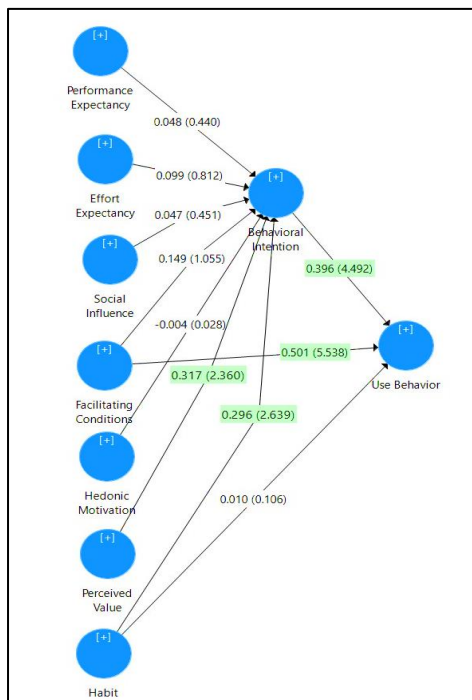 [+]
Performance
Expectancy
0.048 (0.440)
[+]
Effort
Expectancy
0.099 (0.812)
[+]
Behavioral
Intention
0.047 (0.451)
[+]
Social
Influence
0.149 (1.055)
0.396 (4.492)
-0.004 (0.028)
[+]
Use Behavior
[+]
Facilitating
Conditions
0.501 (5.538)
0.317 (2.360)
0.296 (2.639)
[+]
Hedonic
Motivation
0.010 (0.106)
[+]
Perceived
Value
[+]
Habit